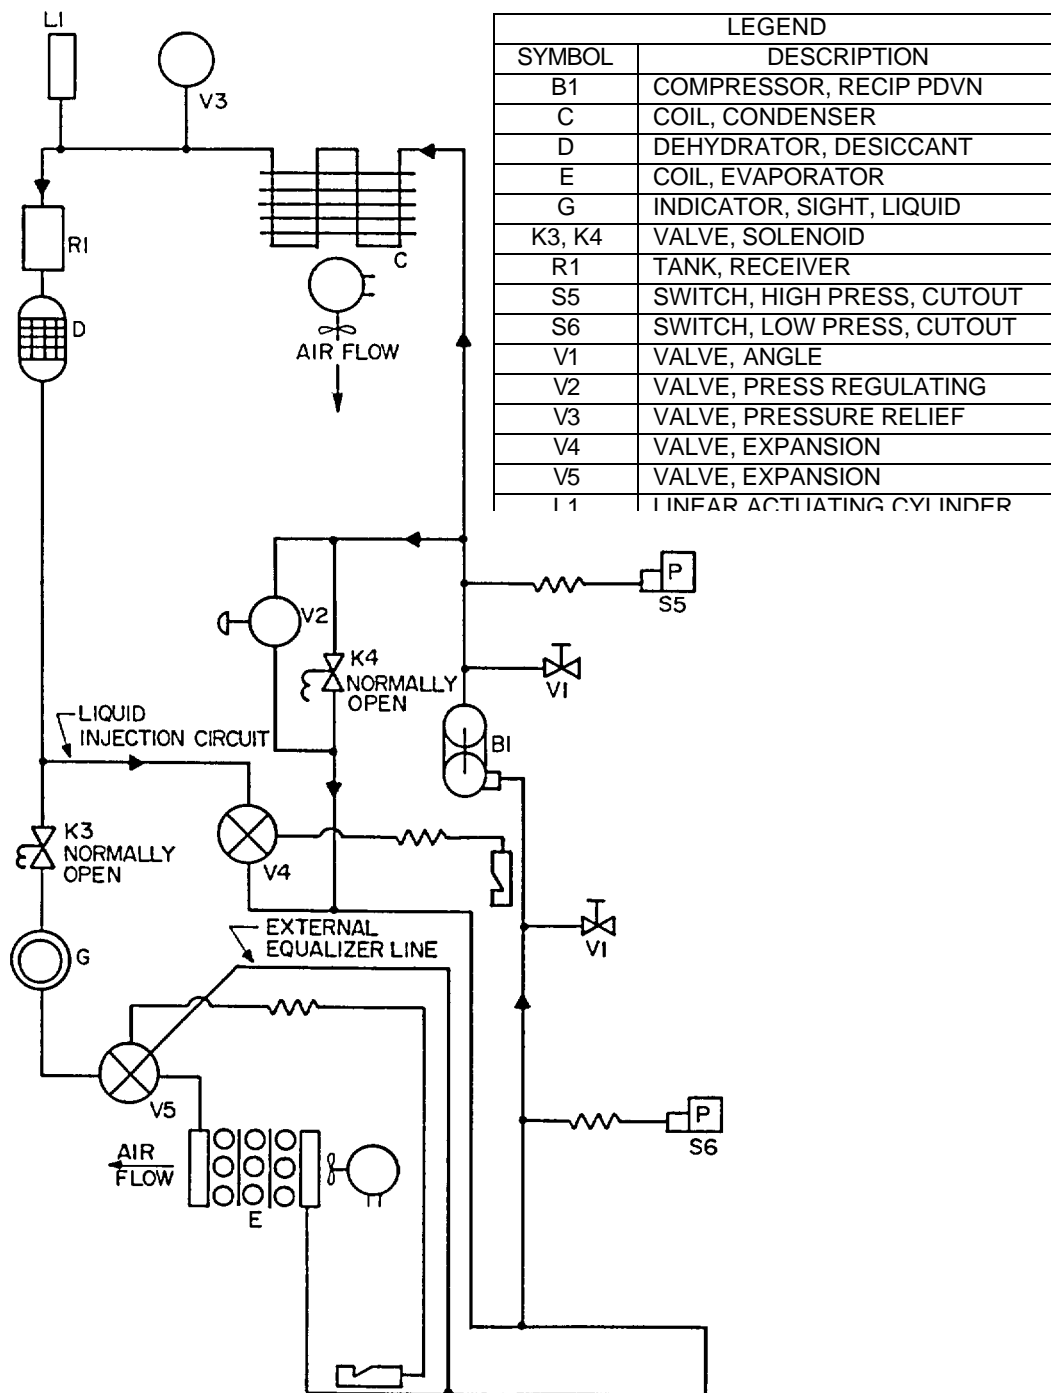 L1
V3
LEGEND
SYMBOL DESCRIPTION
B1 COMPRESSOR, RECIP PDVN
C COIL, CONDENSER
D DEHYDRATOR, DESICCANT
E COIL, EVAPORATOR
G INDICATOR, SIGHT, LIQUID
K3, K4 VALVE, SOLENOID
R1 TANK, RECEIVER
S5 SWITCH, HIGH PRESS, CUTOUT
S6 SWITCH, LOW PRESS, CUTOUT
V1 VALVE, ANGLE
V2 VALVE, PRESS REGULATING
V3 VALVE, PRESSURE RELIEF
V4 VALVE, EXPANSION
V5 VALVE, EXPANSION
L1 LINEAR ACTUATING CYLINDER
R1
C
D
AIR FLOW
P
S5
V2
K4
NORMALLY
OPEN
V1
LIQUID
INJECTION CIRCUIT
B1
K3
NORMALLY
OPEN
V4
EXTERNAL
EQUALIZER LINE
G
V1
V5
P
S6
AIR
FLOW
E